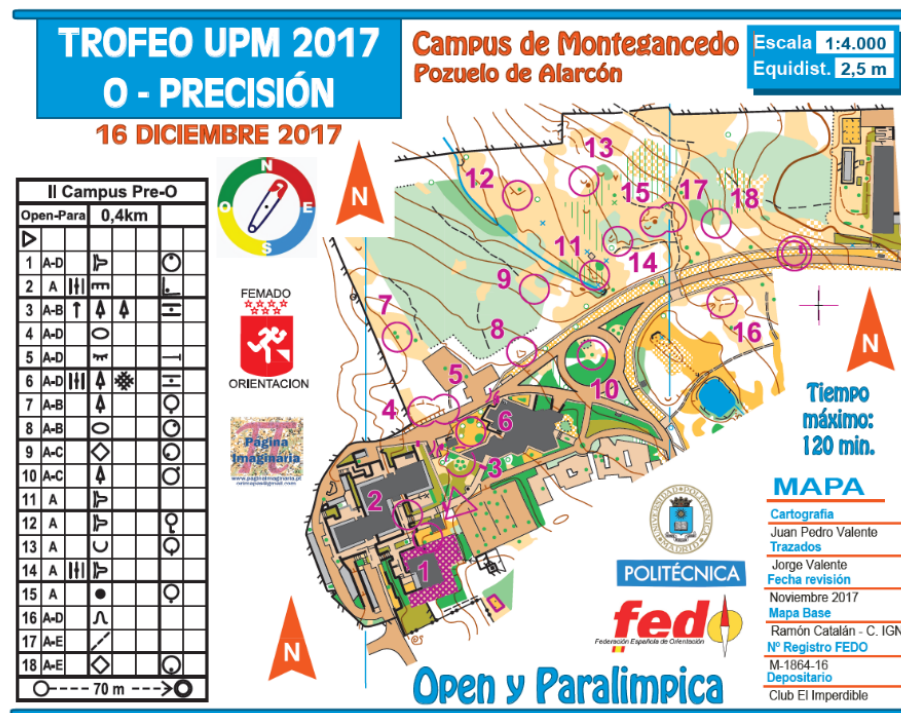 TROFEO UPM 2017
O - PRECISIÓN
16 DICIEMBRE 2017
Campus de Montegancedo
Pozuelo de Alarcón
Escala 1:4.000
Equidist. 2,5 m
II Campus Pre-O
Open-Para 0,4km
1 A-D
2 A
3 A-B
4 A-D
5 A-D
6 A-D
7 A-B
8 A-B
9 A-C
10 A-C
11 A
12 A
13 A
14 A
15 A
16 A-D
17 A-E
18 A-E
70 m
N
E
S
O
N
FEMADO
ORIENTACION
Pagina
Imaginaria
N
13
12
15
17
18
11
14
9
7
8
16
5
10
4
6
3
2
1
N
Tiempo
máximo:
120 min.
MAPA
Cartografia
Juan Pedro Valente
Trazados
Jorge Valente
Fecha revisión
Noviembre 2017
Mapa Base
Ramón Catalán - C. IGN
Nº Registro FEDO
M-1864-16
Depositario
Club El Imperdible
POLITÉCNICA
fed
Federación Española de Orientación
Open y Paralimpica